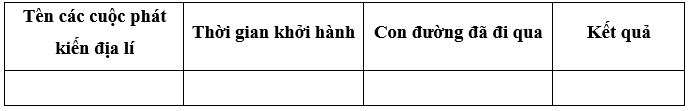 Tên các cuộc phát
kiến địa lí
Thời gian khởi hành
Con đường đã đi qua
Kết quả